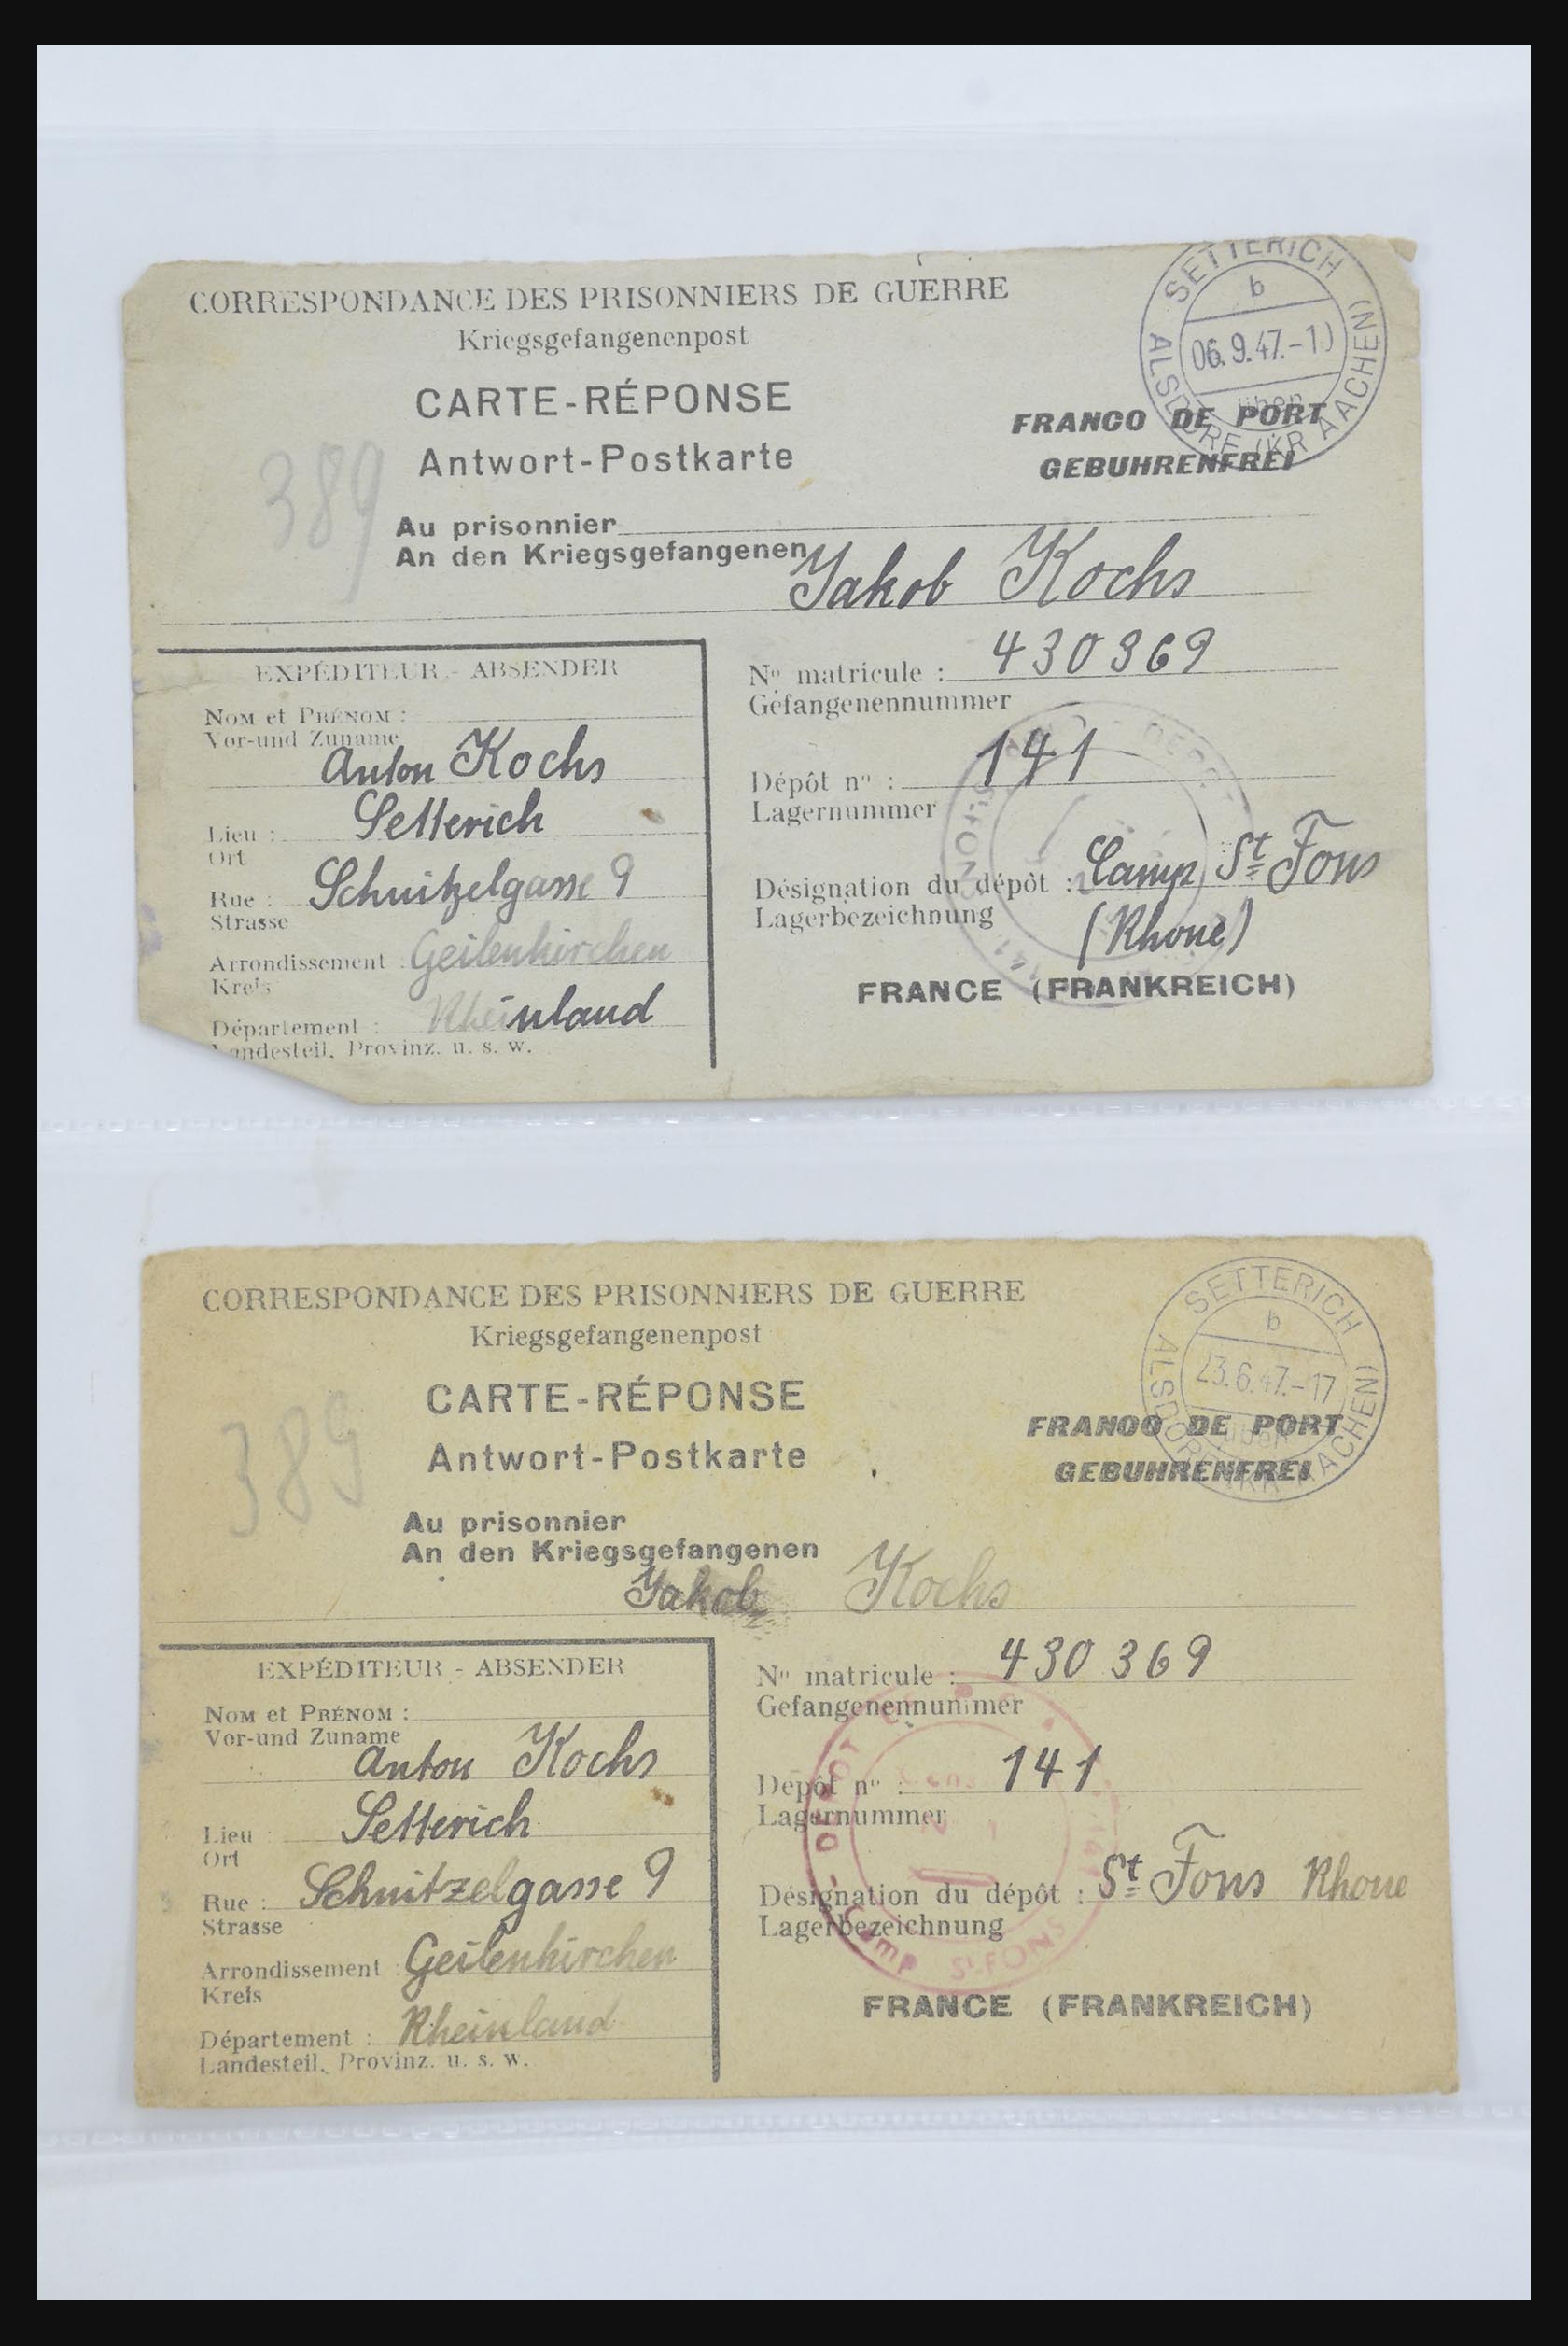 CORRESPONDANCE DES PRISONNIERS DE GUERRE
Kriegsgefangenenpost
CARTE-RÉPONSE
Antwort-Postkarte
SETTERICH
b
06.9.47.-1
über
ALSDORF (KR AACHEN)
FRANCO DE PORT
GEBUHRENFREI
389
Au prisonnier
An den Kriegsgefangenen
Jakob Kochs
EXPÉDITEUR - ABSENDER
Nom et Prénom :
Vor-und Zuname
Anton Kochs
Lieu : Setterich
Ort
Rue : Schnitzelgasse 9
Strasse
Arrondissement : Geilenkirchen
Kreis
Département : Rheinland
Landesteil, Provinz. u. s. w.
Nº matricule : 430369
Gefangenennummer
Dépôt nº : 141
Lagernummer
Désignation du dépôt : Camp St Fons
Lagerbezeichnung (Rhone)
FRANCE (FRANKREICH)
CORRESPONDANCE DES PRISONNIERS DE GUERRE
Kriegsgefangenenpost
CARTE-RÉPONSE
Antwort-Postkarte
SETTERICH
b
23.6.47.-17
über
ALSDORF (KR AACHEN)
FRANCO DE PORT
GEBUHRENFREI
389
Au prisonnier
An den Kriegsgefangenen
Jakob Kochs
EXPÉDITEUR - ABSENDER
Nom et Prénom :
Vor-und Zuname
Anton Kochs
Lieu : Setterich
Ort
Rue : Schnitzelgasse 9
Strasse
Arrondissement : Geilenkirchen
Kreis
Département : Rheinland
Landesteil, Provinz. u. s. w.
Nº matricule : 430 369
Gefangenennummer
Dépôt nº : 141
Lagernummer
Désignation du dépôt : St Fons Rhone
Lagerbezeichnung
Camp St-FONS
FRANCE (FRANKREICH)